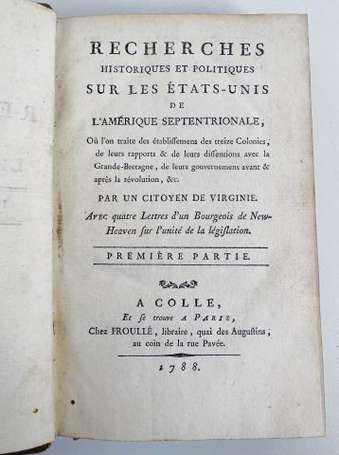 RECHERCHES
HISTORIQUES ET POLITIQUES
SUR LES ÉTATS-UNIS
DE
L'AMÉRIQUE SEPTENTRIONALE,
Où l'on traite des établissemens des treize Colonies,
de leurs rapports & de leurs dissentions avec la
Grande-Bretagne, de leurs gouvernemens avant &
après la révolution, &c.
PAR UN CITOYEN DE VIRGINIE.
AVEC quatre Lettres d'un Bourgeois de New-
Heaven sur l'unité de la législation.
PREMIÈRE PARTIE.
A COLLE,
Et se trouve A PARIS,
Chez FROULLÉ, libraire, quai des Augustins,
au coin de la rue Pavée.
1788.